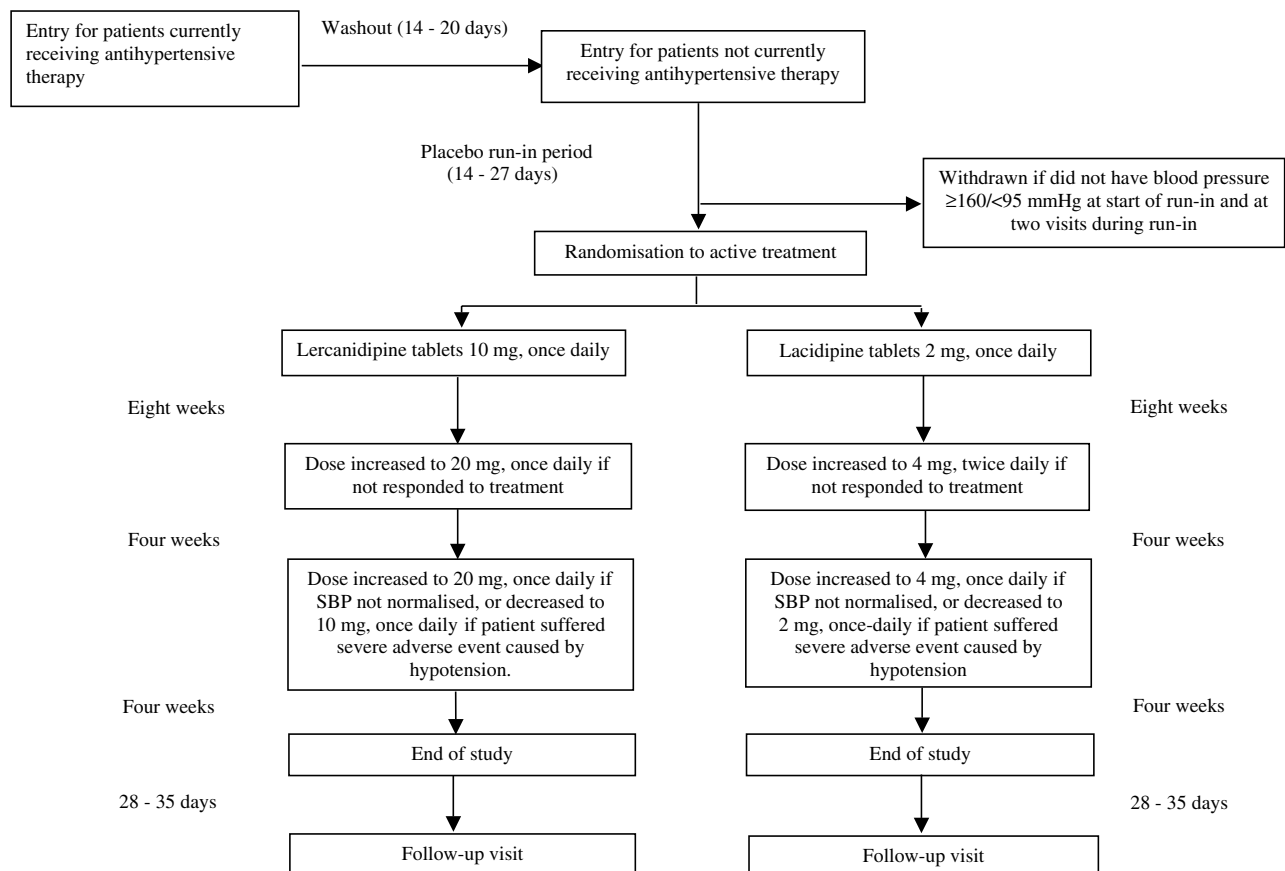 Entry for patients currently
receiving antihypertensive
therapy
Washout (14 - 20 days)
Entry for patients not currently
receiving antihypertensive therapy
Placebo run-in period
(14 - 27 days)
Withdrawn if did not have blood pressure
≥160/<95 mmHg at start of run-in and at
two visits during run-in
Randomisation to active treatment
Lercanidipine tablets 10 mg, once daily
Lacidipine tablets 2 mg, once daily
Eight weeks
Eight weeks
Dose increased to 20 mg, once daily if
not responded to treatment
Dose increased to 4 mg, twice daily if
not responded to treatment
Four weeks
Four weeks
Dose increased to 20 mg, once daily if
SBP not normalised, or decreased to
10 mg, once daily if patient suffered
severe adverse event caused by
hypotension.
Dose increased to 4 mg, once daily if
SBP not normalised, or decreased to
2 mg, once-daily if patient suffered
severe adverse event caused by
hypotension
Four weeks
Four weeks
End of study
End of study
28 - 35 days
28 - 35 days
Follow-up visit
Follow-up visit